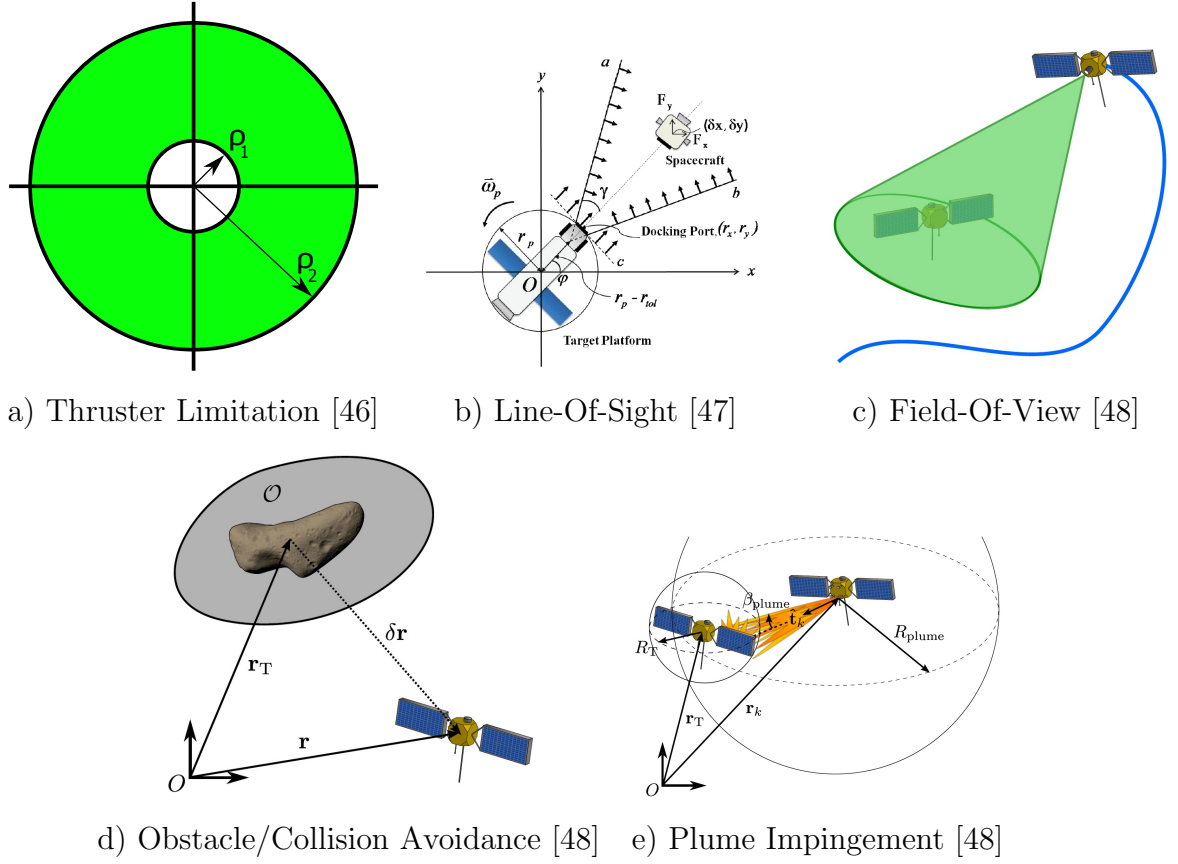 ρ₁
ρ₂
a) Thruster Limitation [46]
y
a
F_y
(δx, δy)
F_x
Spacecraft
ω̄_p
γ
b
r_p
Docking Port,(r_x, r_y)
c
x
O
φ
r_p − r_tol
Target Platform
b) Line-Of-Sight [47]
c) Field-Of-View [48]
𝒪
δr
r_T
r
O
d) Obstacle/Collision Avoidance [48]
β_plume
t̂_k
R_T
R_plume
r_T
r_k
O
e) Plume Impingement [48]